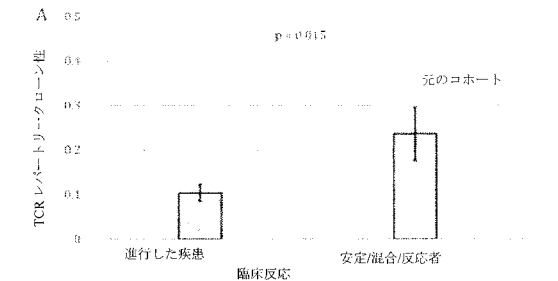 A
0.5
p = 0.015
0.4
元のコホート
0.3
0.2
0.1
0
TCR レパートリー・クローン性
進行した疾患
安定/混合/反応者
臨床反応